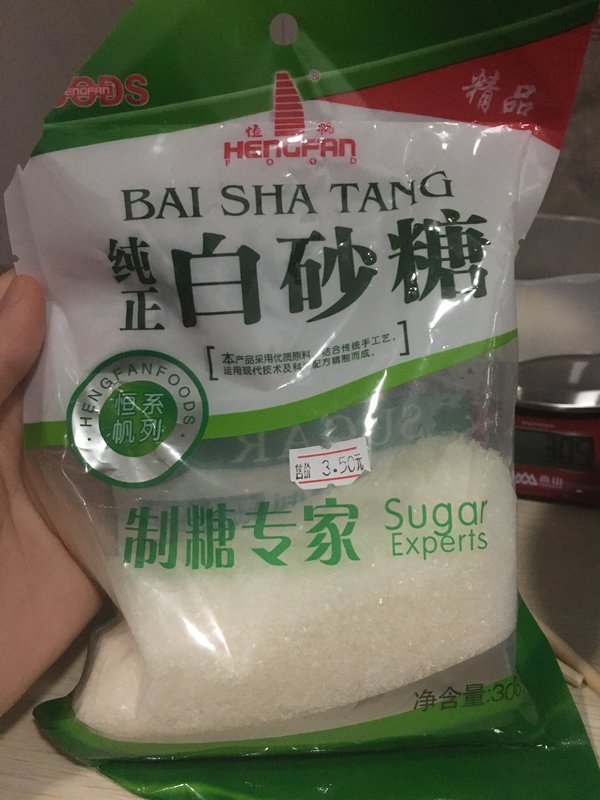 FOODS
HENGFAN
精品
®
恒 帆
HENGFAN
FOOD
BAI SHA TANG
纯正
白砂糖
本产品采用优质原料,结合传统手工艺,
运用现代技术及科学配方精制而成。
HENGFANFOODS
恒系
帆列
SUGAR
售价 3.50元
制糖专家
Sugar
Experts
净含量:30